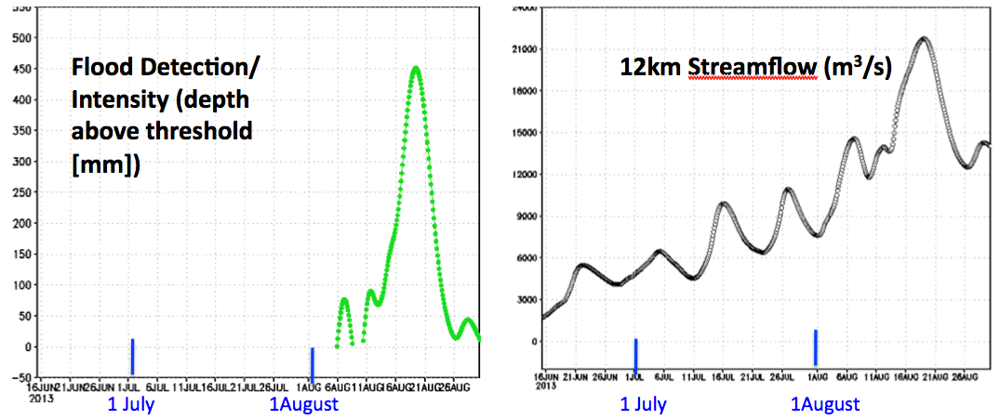 550
500
450
400
350
300
250
200
150
100
50
0
-50
Flood Detection/
Intensity (depth
above threshold
[mm])
16JUN 21JUN 26JUN 1JUL 6JUL 11JUL 16JUL 21JUL 26JUL 1AUG 6AUG 11AUG 16AUG 21AUG 26AUG
2013
1 July
1August
24000
21000
18000
15000
12000
9000
6000
3000
0
12km Streamflow (m³/s)
16JUN 21JUN 26JUN 1JUL 6JUL 11JUL 16JUL 21JUL 26JUL 1AUG 6AUG 11AUG 16AUG 21AUG 26AUG
2013
1 July
1August